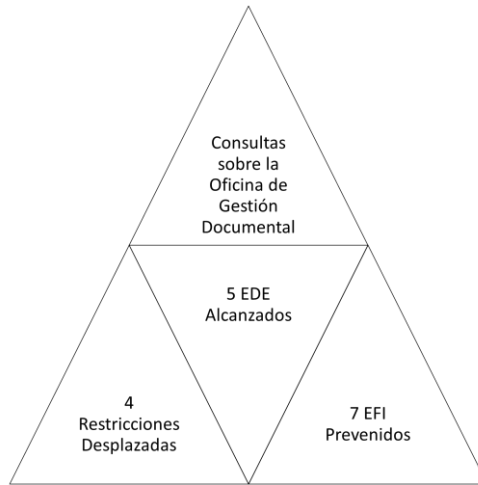 Consultas
sobre la
Oficina de
Gestión
Documental
5 EDE
Alcanzados
4
Restricciones
Desplazadas
7 EFI
Prevenidos